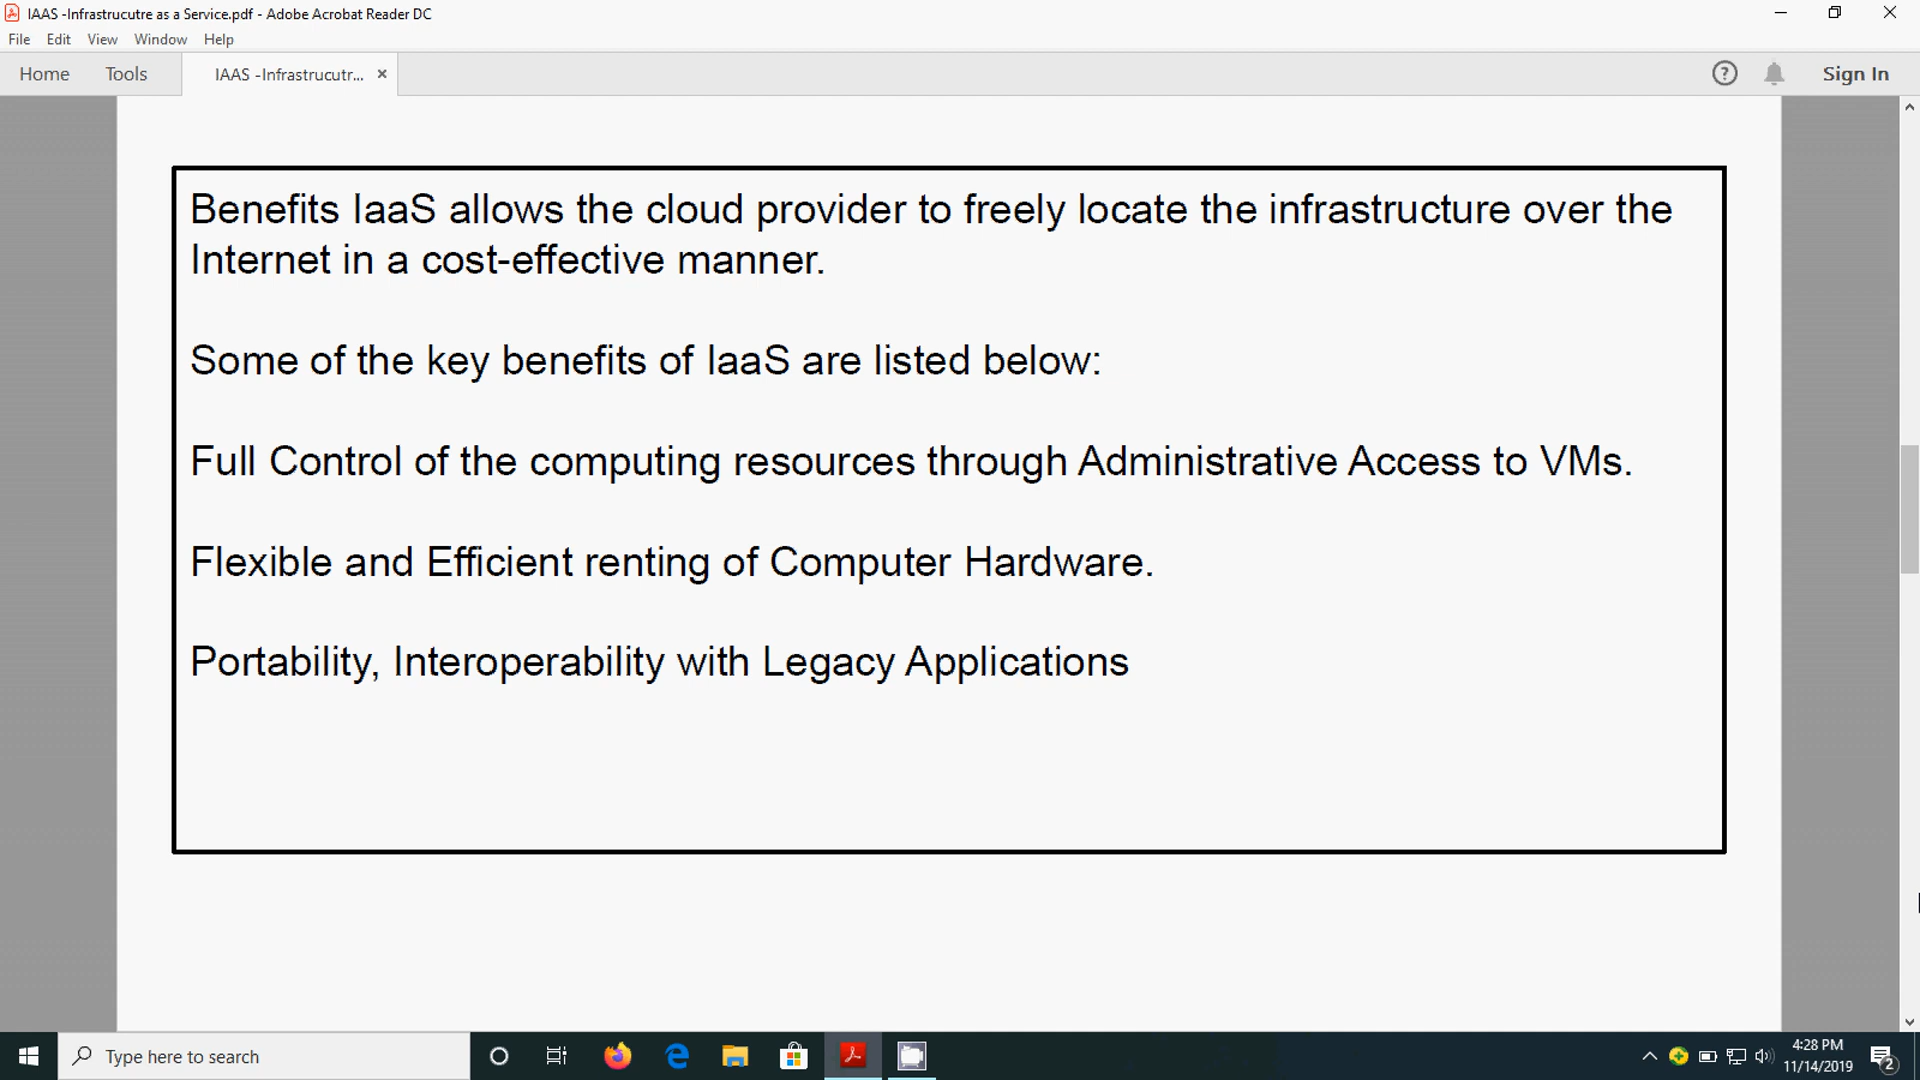 IAAS -Infrastrucutre as a Service.pdf - Adobe Acrobat Reader DC
File Edit View Window Help
Home Tools IAAS -Infrastrucutr... × Sign In
Benefits IaaS allows the cloud provider to freely locate the infrastructure over the
Internet in a cost-effective manner.
Some of the key benefits of IaaS are listed below:
Full Control of the computing resources through Administrative Access to VMs.
Flexible and Efficient renting of Computer Hardware.
Portability, Interoperability with Legacy Applications
Type here to search
4:28 PM
11/14/2019
2